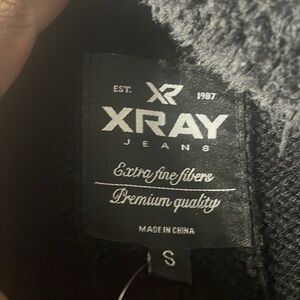 XR
EST. 1987
XRAY
JEANS
Extra fine fibers
Premium quality
MADE IN CHINA
S